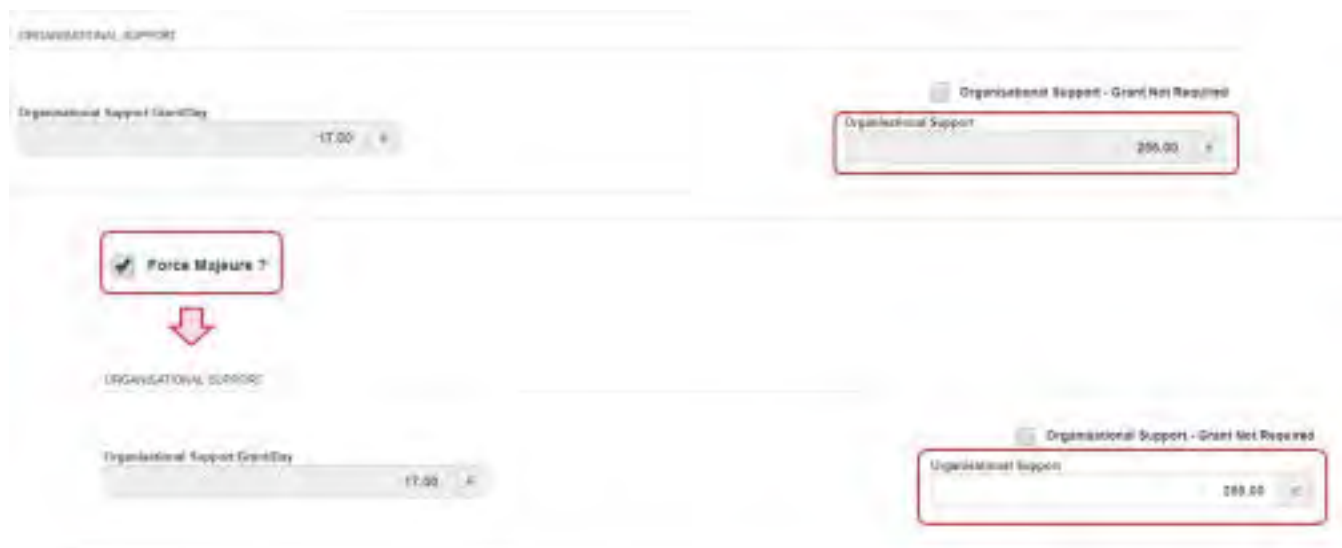 ORGANISATIONAL SUPPORT
Organisational Support - Grant Not Required
Organisational Support Grant/Day
Organisational Support
17.00 €
€
Force Majeure ?
ORGANISATIONAL SUPPORT
Organisational Support - Grant Not Required
Organisational Support Grant/Day
Organisational Support
17.00 €
€